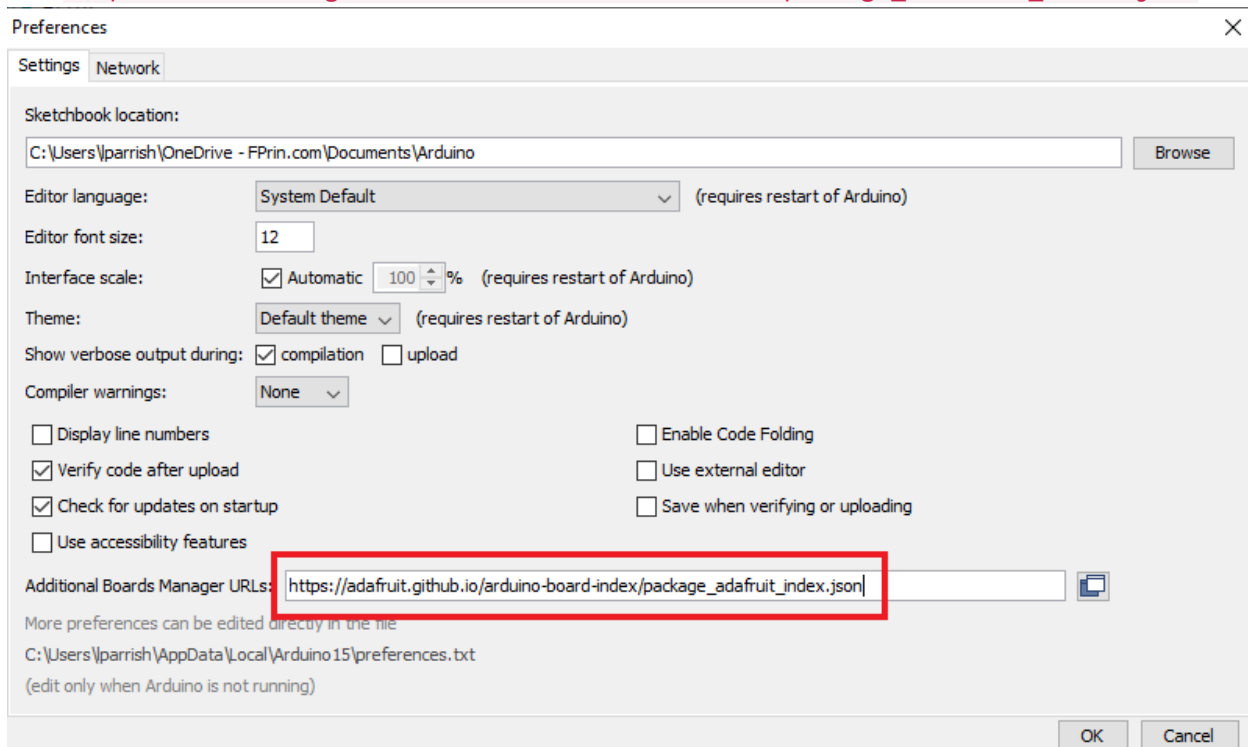 Preferences
Settings Network
Sketchbook location:
C:\Users\lparrish\OneDrive - FPrin.com\Documents\Arduino Browse
Editor language: System Default (requires restart of Arduino)
Editor font size: 12
Interface scale: Automatic 100 % (requires restart of Arduino)
Theme: Default theme (requires restart of Arduino)
Show verbose output during: compilation upload
Compiler warnings: None
Display line numbers Enable Code Folding
Verify code after upload Use external editor
Check for updates on startup Save when verifying or uploading
Use accessibility features
Additional Boards Manager URLs: https://adafruit.github.io/arduino-board-index/package_adafruit_index.json
More preferences can be edited directly in the file
C:\Users\lparrish\AppData\Local\Arduino15\preferences.txt
(edit only when Arduino is not running)
OK Cancel